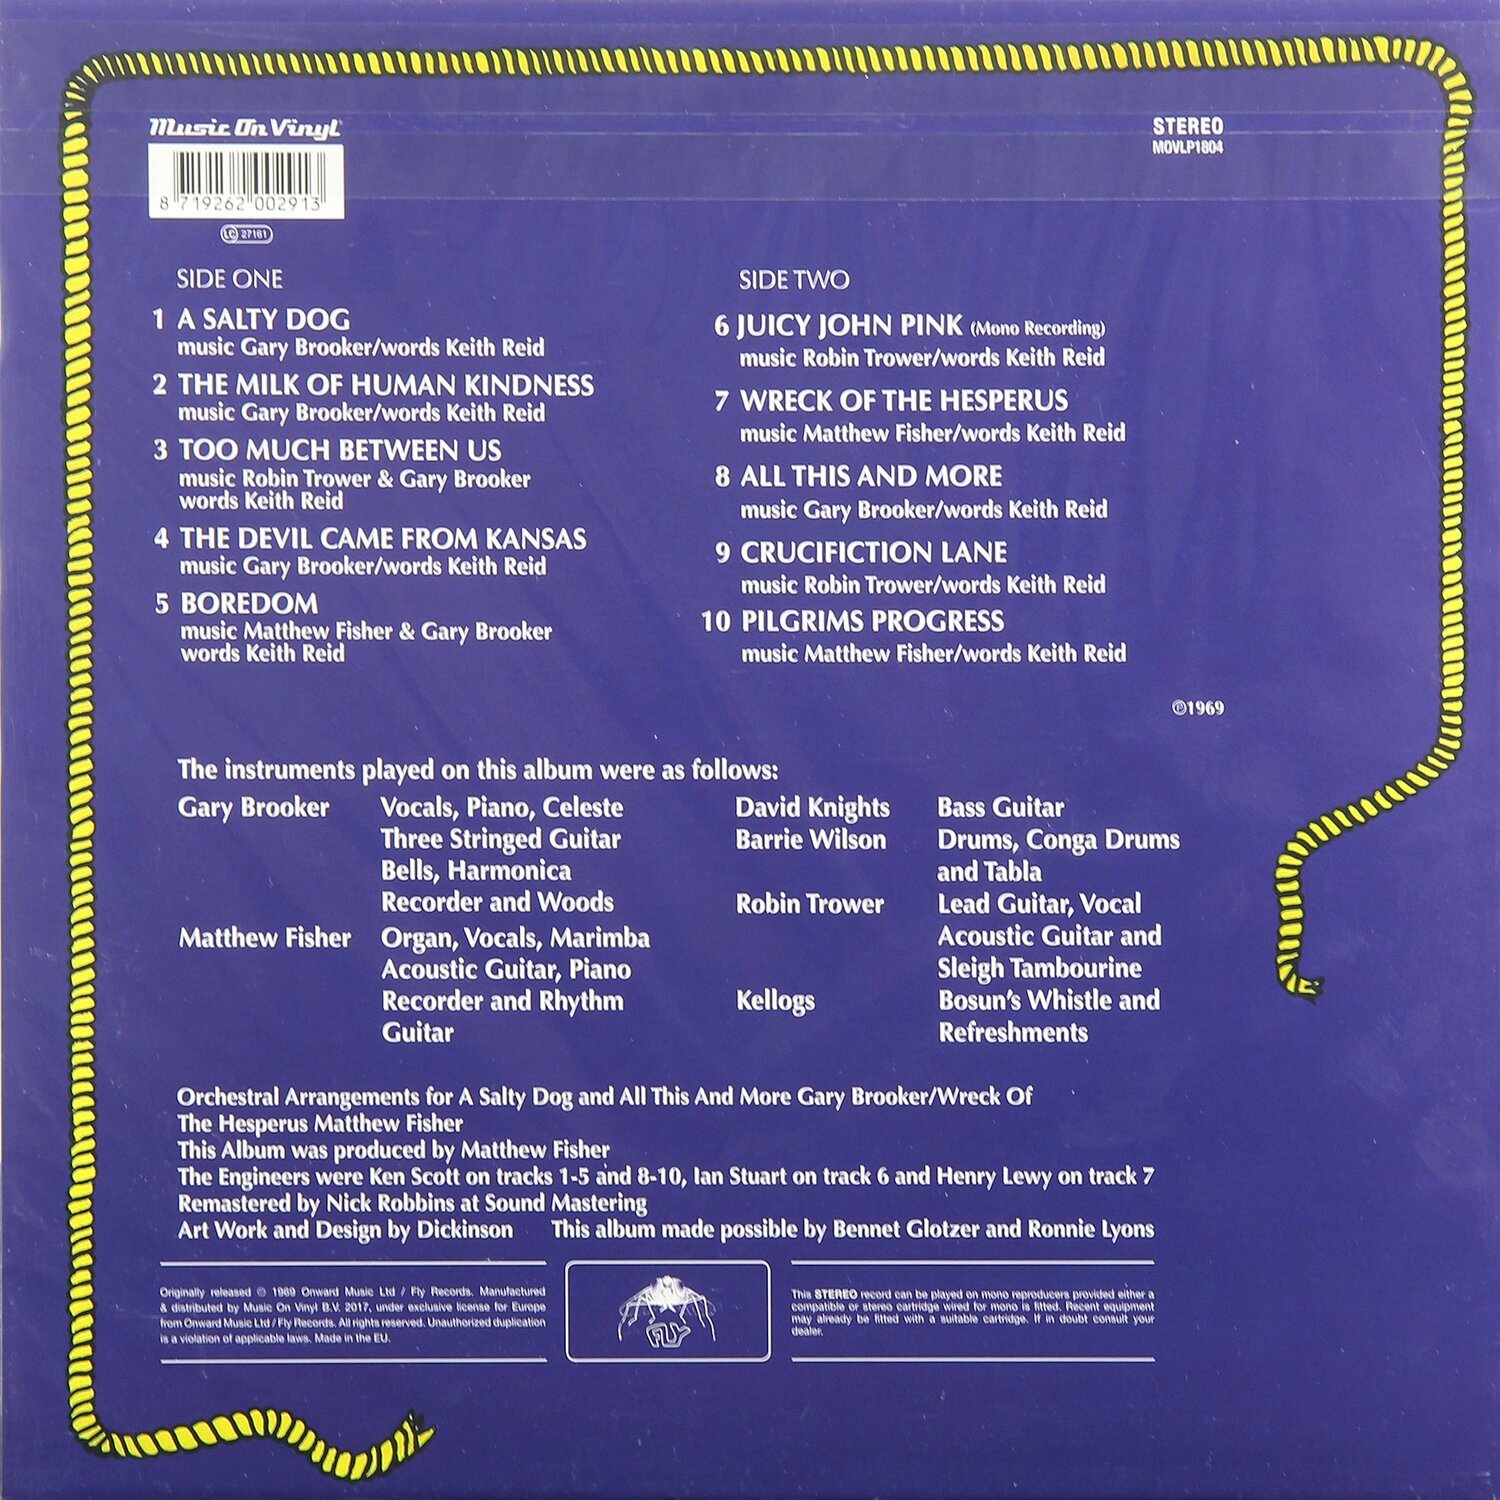 Music On Vinyl
8 719262 002913
LC 27161
STEREO
MOVLP1804
SIDE ONE
1 A SALTY DOG
music Gary Brooker/words Keith Reid
2 THE MILK OF HUMAN KINDNESS
music Gary Brooker/words Keith Reid
3 TOO MUCH BETWEEN US
music Robin Trower & Gary Brooker
words Keith Reid
4 THE DEVIL CAME FROM KANSAS
music Gary Brooker/words Keith Reid
5 BOREDOM
music Matthew Fisher & Gary Brooker
words Keith Reid
SIDE TWO
6 JUICY JOHN PINK (Mono Recording)
music Robin Trower/words Keith Reid
7 WRECK OF THE HESPERUS
music Matthew Fisher/words Keith Reid
8 ALL THIS AND MORE
music Gary Brooker/words Keith Reid
9 CRUCIFICTION LANE
music Robin Trower/words Keith Reid
10 PILGRIMS PROGRESS
music Matthew Fisher/words Keith Reid
℗1969
The instruments played on this album were as follows:
Gary Brooker Vocals, Piano, Celeste
Three Stringed Guitar
Bells, Harmonica
Recorder and Woods
Matthew Fisher Organ, Vocals, Marimba
Acoustic Guitar, Piano
Recorder and Rhythm
Guitar
David Knights Bass Guitar
Barrie Wilson Drums, Conga Drums
and Tabla
Robin Trower Lead Guitar, Vocal
Acoustic Guitar and
Sleigh Tambourine
Kellogs Bosun's Whistle and
Refreshments
Orchestral Arrangements for A Salty Dog and All This And More Gary Brooker/Wreck Of
The Hesperus Matthew Fisher
This Album was produced by Matthew Fisher
The Engineers were Ken Scott on tracks 1-5 and 8-10, Ian Stuart on track 6 and Henry Lewy on track 7
Remastered by Nick Robbins at Sound Mastering
Art Work and Design by Dickinson This album made possible by Bennet Glotzer and Ronnie Lyons
Originally released ℗ 1969 Onward Music Ltd / Fly Records. Manufactured
& distributed by Music On Vinyl B.V. 2017, under exclusive license for Europe
from Onward Music Ltd / Fly Records. All rights reserved. Unauthorized duplication
is a violation of applicable laws. Made in the EU.
FLY
This STEREO record can be played on mono reproducers provided either a
compatible or stereo cartridge wired for mono is fitted. Recent equipment
may already be fitted with a suitable cartridge. If in doubt consult your
dealer.